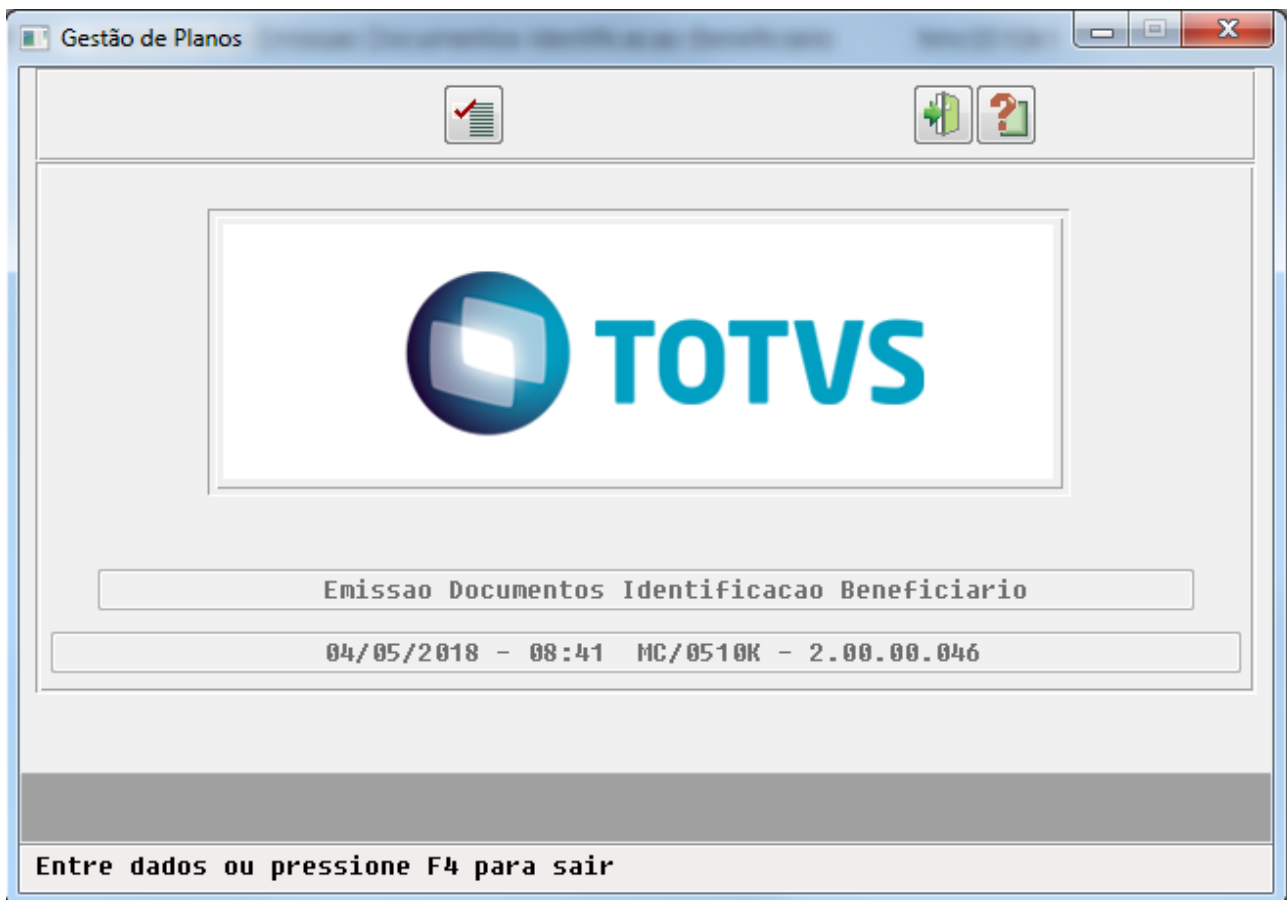 Gestão de Planos
TOTVS
Emissao Documentos Identificacao Beneficiario
04/05/2018 - 08:41 MC/0510K - 2.00.00.046
Entre dados ou pressione F4 para sair